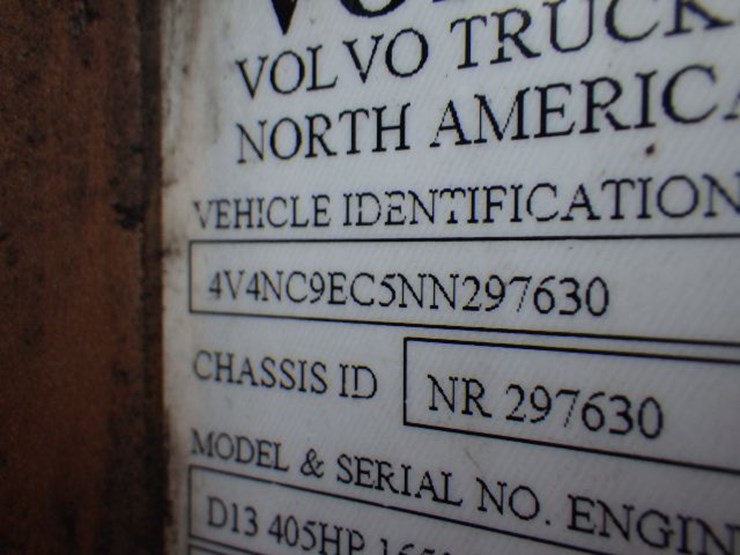 VOLVO TRUCK
NORTH AMERICA
VEHICLE IDENTIFICATION
4V4NC9EC5NN297630
CHASSIS ID NR 297630
MODEL & SERIAL NO. ENGIN
D13 405HP